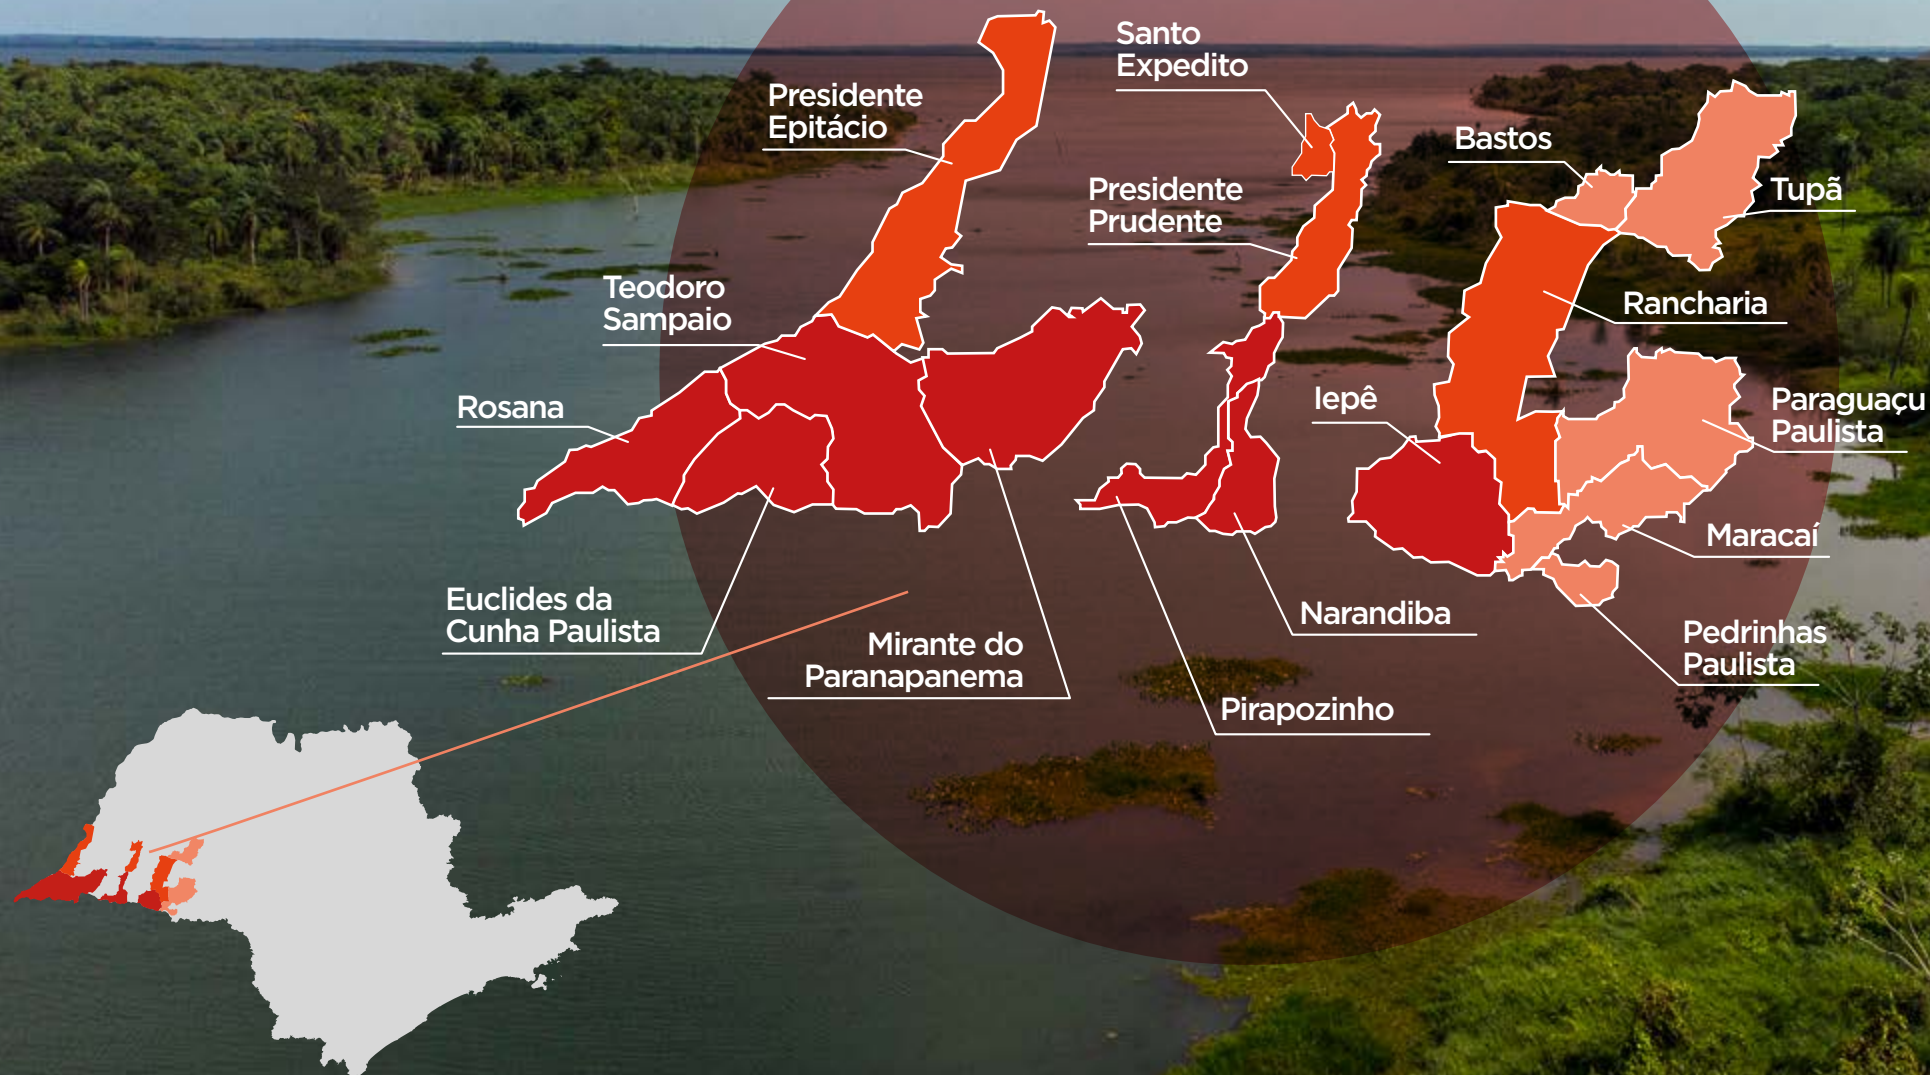 Santo
Expedito
Presidente
Epitácio
Bastos
Presidente
Prudente
Tupã
Teodoro
Sampaio
Rancharia
Rosana
Iepê
Paraguaçu
Paulista
Maracaí
Euclides da
Cunha Paulista
Narandiba
Mirante do
Paranapanema
Pedrinhas
Paulista
Pirapozinho